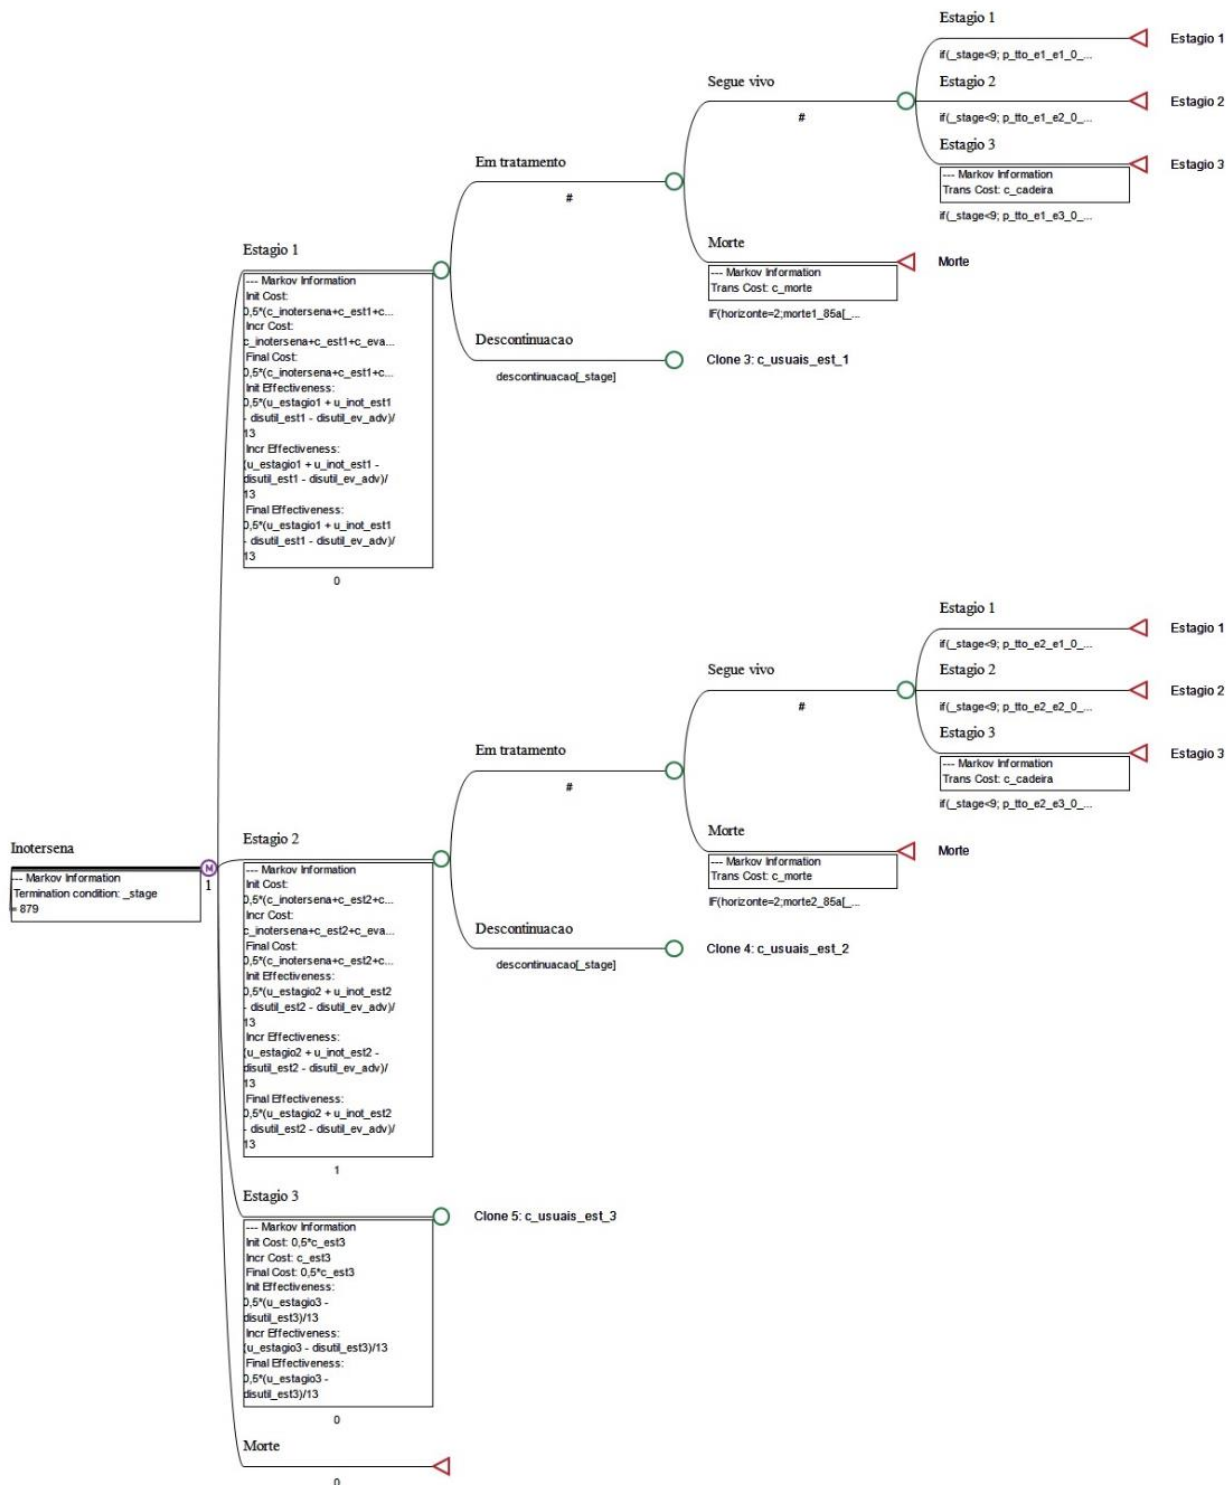 Inotersena
--- Markov Information
Termination condition: _stage
= 879
M
1
Estagio 1
--- Markov Information
Init Cost:
0,5*(c_inotersena+c_est1+c...
Incr Cost:
c_inotersena+c_est1+c_eva...
Final Cost:
0,5*(c_inotersena+c_est1+c...
Init Effectiveness:
0,5*(u_estagio1 + u_inot_est1
- disutil_est1 - disutil_ev_adv)/
13
Incr Effectiveness:
(u_estagio1 + u_inot_est1 -
disutil_est1 - disutil_ev_adv)/
13
Final Effectiveness:
0,5*(u_estagio1 + u_inot_est1
- disutil_est1 - disutil_ev_adv)/
13
0
Em tratamento
#
Segue vivo
#
Estagio 1
if(_stage<9; p_tto_e1_e1_0_...
Estagio 1
Estagio 2
if(_stage<9; p_tto_e1_e2_0_...
Estagio 2
Estagio 3
--- Markov Information
Trans Cost: c_cadeira
if(_stage<9; p_tto_e1_e3_0_...
Estagio 3
Morte
--- Markov Information
Trans Cost: c_morte
IF(horizonte=2;morte1_85a[_...
Morte
Descontinuacao
descontinuacao[_stage]
Clone 3: c_usuais_est_1
Estagio 2
--- Markov Information
Init Cost:
0,5*(c_inotersena+c_est2+c...
Incr Cost:
c_inotersena+c_est2+c_eva...
Final Cost:
0,5*(c_inotersena+c_est2+c...
Init Effectiveness:
0,5*(u_estagio2 + u_inot_est2
- disutil_est2 - disutil_ev_adv)/
13
Incr Effectiveness:
(u_estagio2 + u_inot_est2 -
disutil_est2 - disutil_ev_adv)/
13
Final Effectiveness:
0,5*(u_estagio2 + u_inot_est2
- disutil_est2 - disutil_ev_adv)/
13
1
Em tratamento
#
Segue vivo
#
Estagio 1
if(_stage<9; p_tto_e2_e1_0_...
Estagio 1
Estagio 2
if(_stage<9; p_tto_e2_e2_0_...
Estagio 2
Estagio 3
--- Markov Information
Trans Cost: c_cadeira
if(_stage<9; p_tto_e2_e3_0_...
Estagio 3
Morte
--- Markov Information
Trans Cost: c_morte
IF(horizonte=2;morte2_85a[_...
Morte
Descontinuacao
descontinuacao[_stage]
Clone 4: c_usuais_est_2
Estagio 3
--- Markov Information
Init Cost: 0,5*c_est3
Incr Cost: c_est3
Final Cost: 0,5*c_est3
Init Effectiveness:
0,5*(u_estagio3 -
disutil_est3)/13
Incr Effectiveness:
(u_estagio3 - disutil_est3)/13
Final Effectiveness:
0,5*(u_estagio3 -
disutil_est3)/13
0
Clone 5: c_usuais_est_3
Morte
0